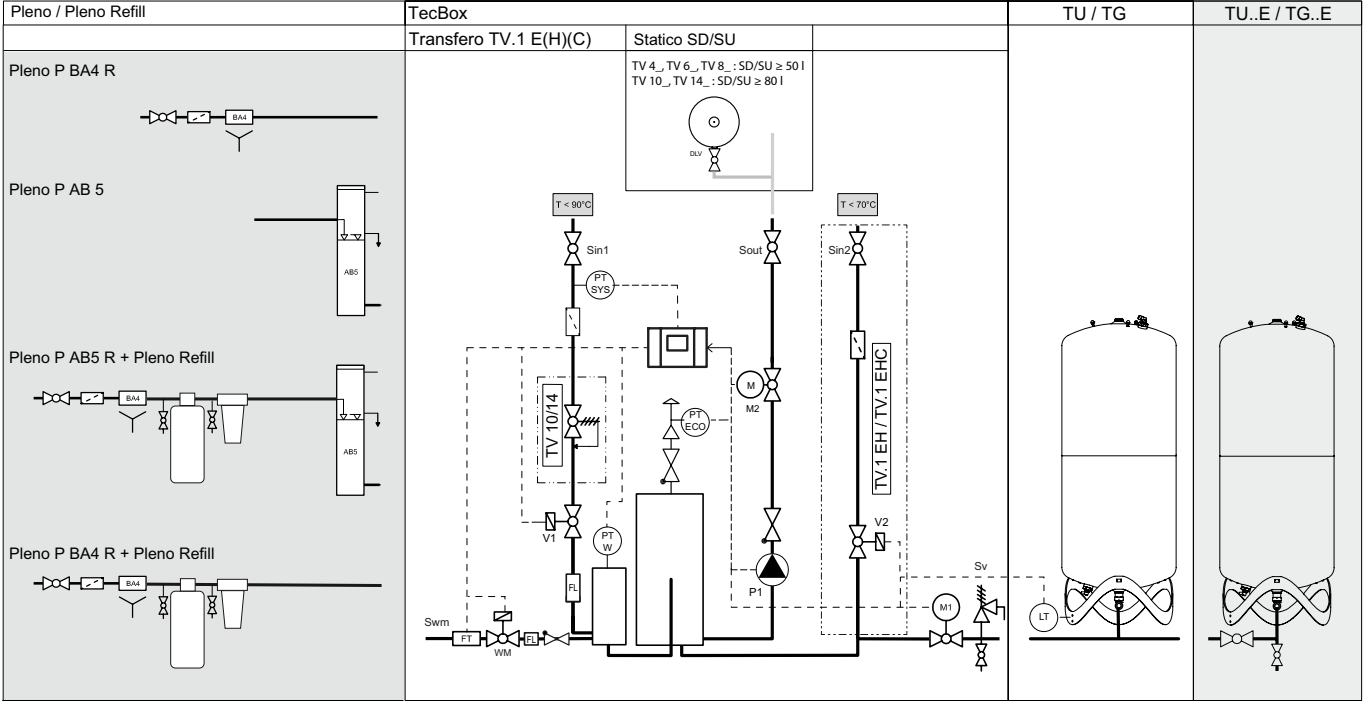 Pleno / Pleno Refill
TecBox
TU / TG
TU..E / TG..E
Transfero TV.1 E(H)(C)
Statico SD/SU
Pleno P BA4 R
BA4
Pleno P AB 5
AB5
Pleno P AB5 R + Pleno Refill
BA4
AB5
Pleno P BA4 R + Pleno Refill
BA4
TV 4_, TV 6_, TV 8_ : SD/SU ≥ 50 l
TV 10_, TV 14_ : SD/SU ≥ 80 l
DLV
T < 90°C
T < 70°C
Sin1
Sout
Sin2
PT
SYS
TV 10/14
M
M2
PT
ECO
TV.1 EH / TV.1 EHC
V1
PT
W
V2
FL
P1
Sv
Swm
FT
WM
FL
M1
LT